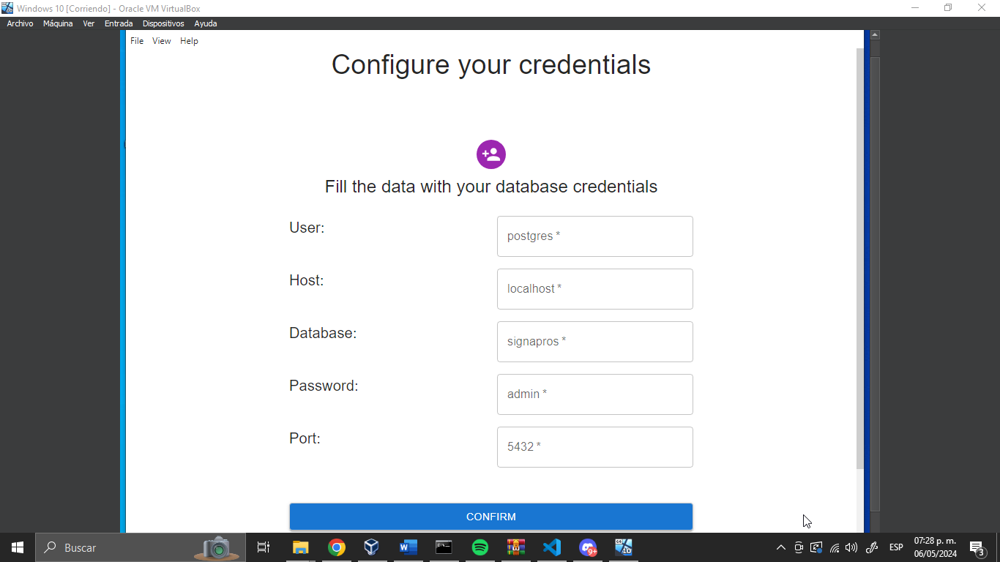 Windows 10 [Corriendo] - Oracle VM VirtualBox
Archivo Máquina Ver Entrada Dispositivos Ayuda
File View Help
Configure your credentials
Fill the data with your database credentials
User: postgres *
Host: localhost *
Database: signapros *
Password: admin *
Port: 5432 *
CONFIRM
Buscar
ESP
07:28 p. m.
06/05/2024
9+
10
3